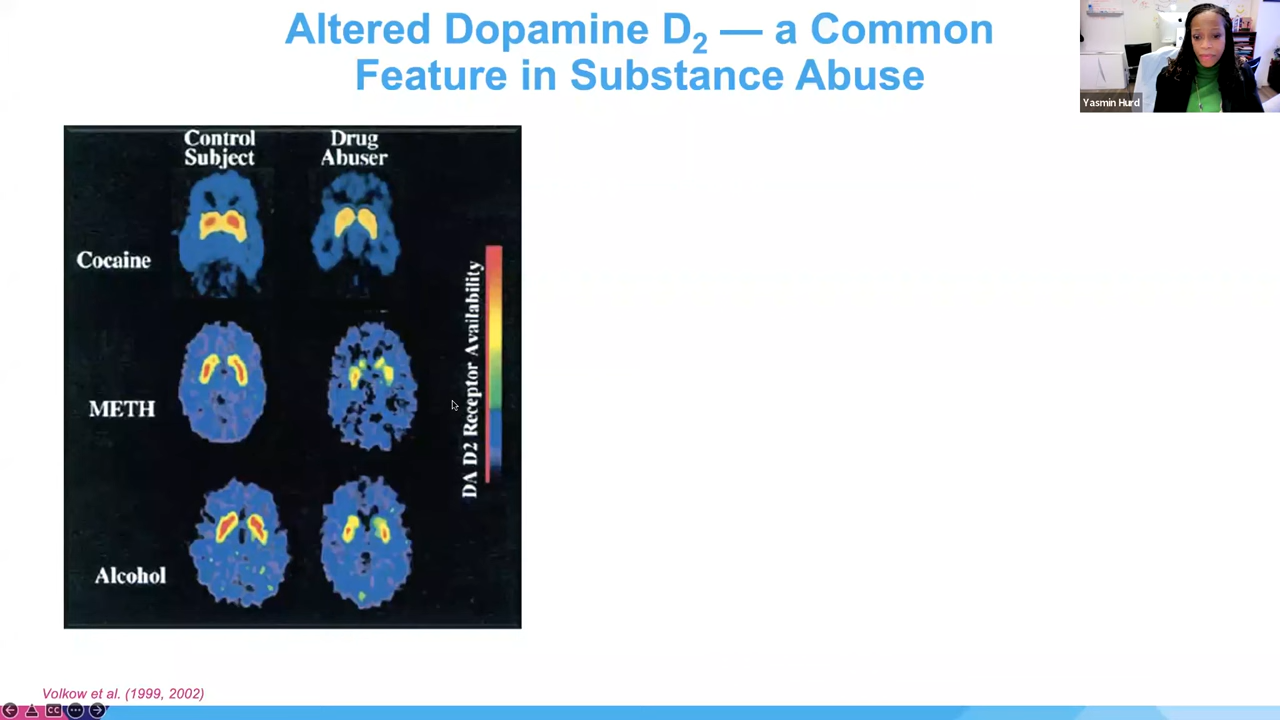 Altered Dopamine D₂ — a Common
Feature in Substance Abuse
Yasmin Hurd
Control
Subject
Drug
Abuser
Cocaine
METH
Alcohol
DA D2 Receptor Availability
Volkow et al. (1999, 2002)
CC